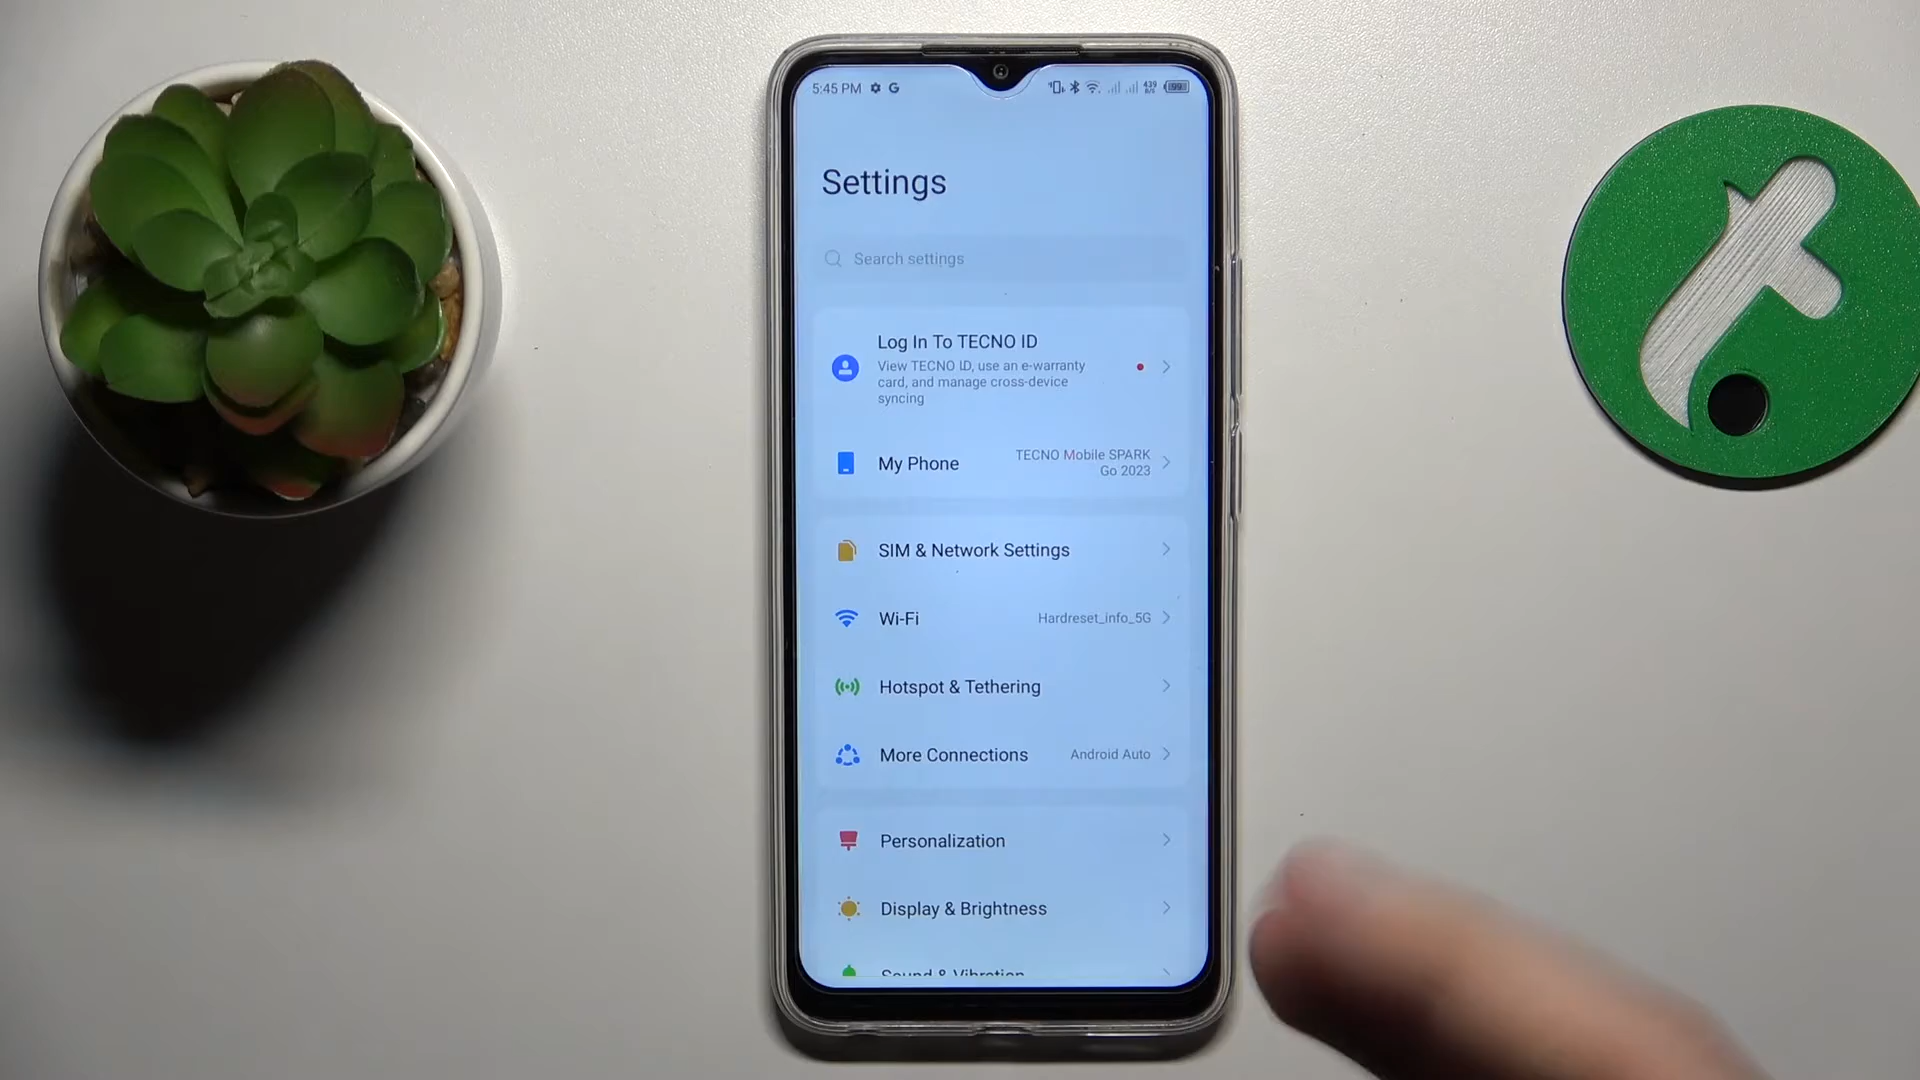 5:45 PM G 439 B/S 99
Settings
Search settings
Log In To TECNO ID
View TECNO ID, use an e-warranty
card, and manage cross-device
syncing
My Phone
TECNO Mobile SPARK
Go 2023
SIM & Network Settings
Wi-Fi Hardreset_info_5G
Hotspot & Tethering
More Connections Android Auto
Personalization
Display & Brightness
Sound & Vibration